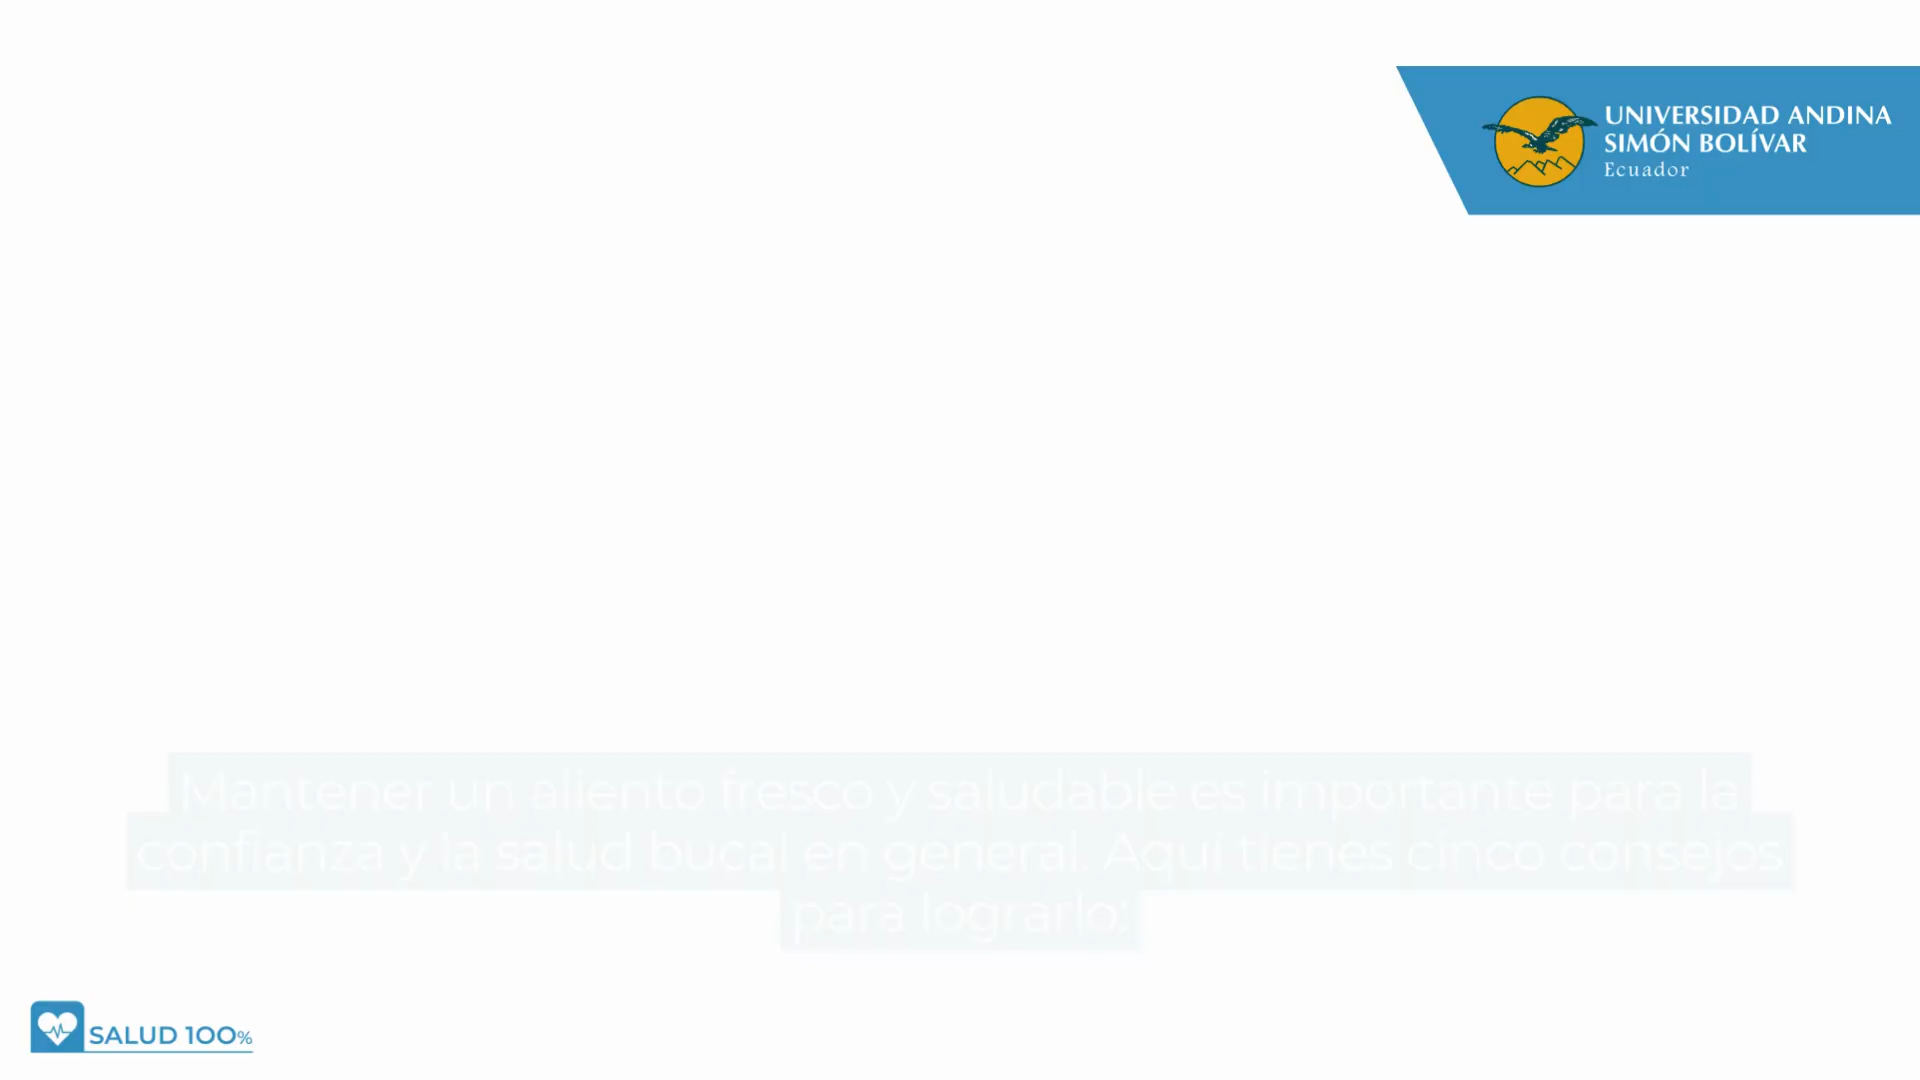 UNIVERSIDAD ANDINA
SIMÓN BOLÍVAR
Ecuador
Mantener un aliento fresco y saludable es importante para la
confianza y la salud bucal en general. Aquí tienes cinco consejos
para lograrlo:
SALUD 100%